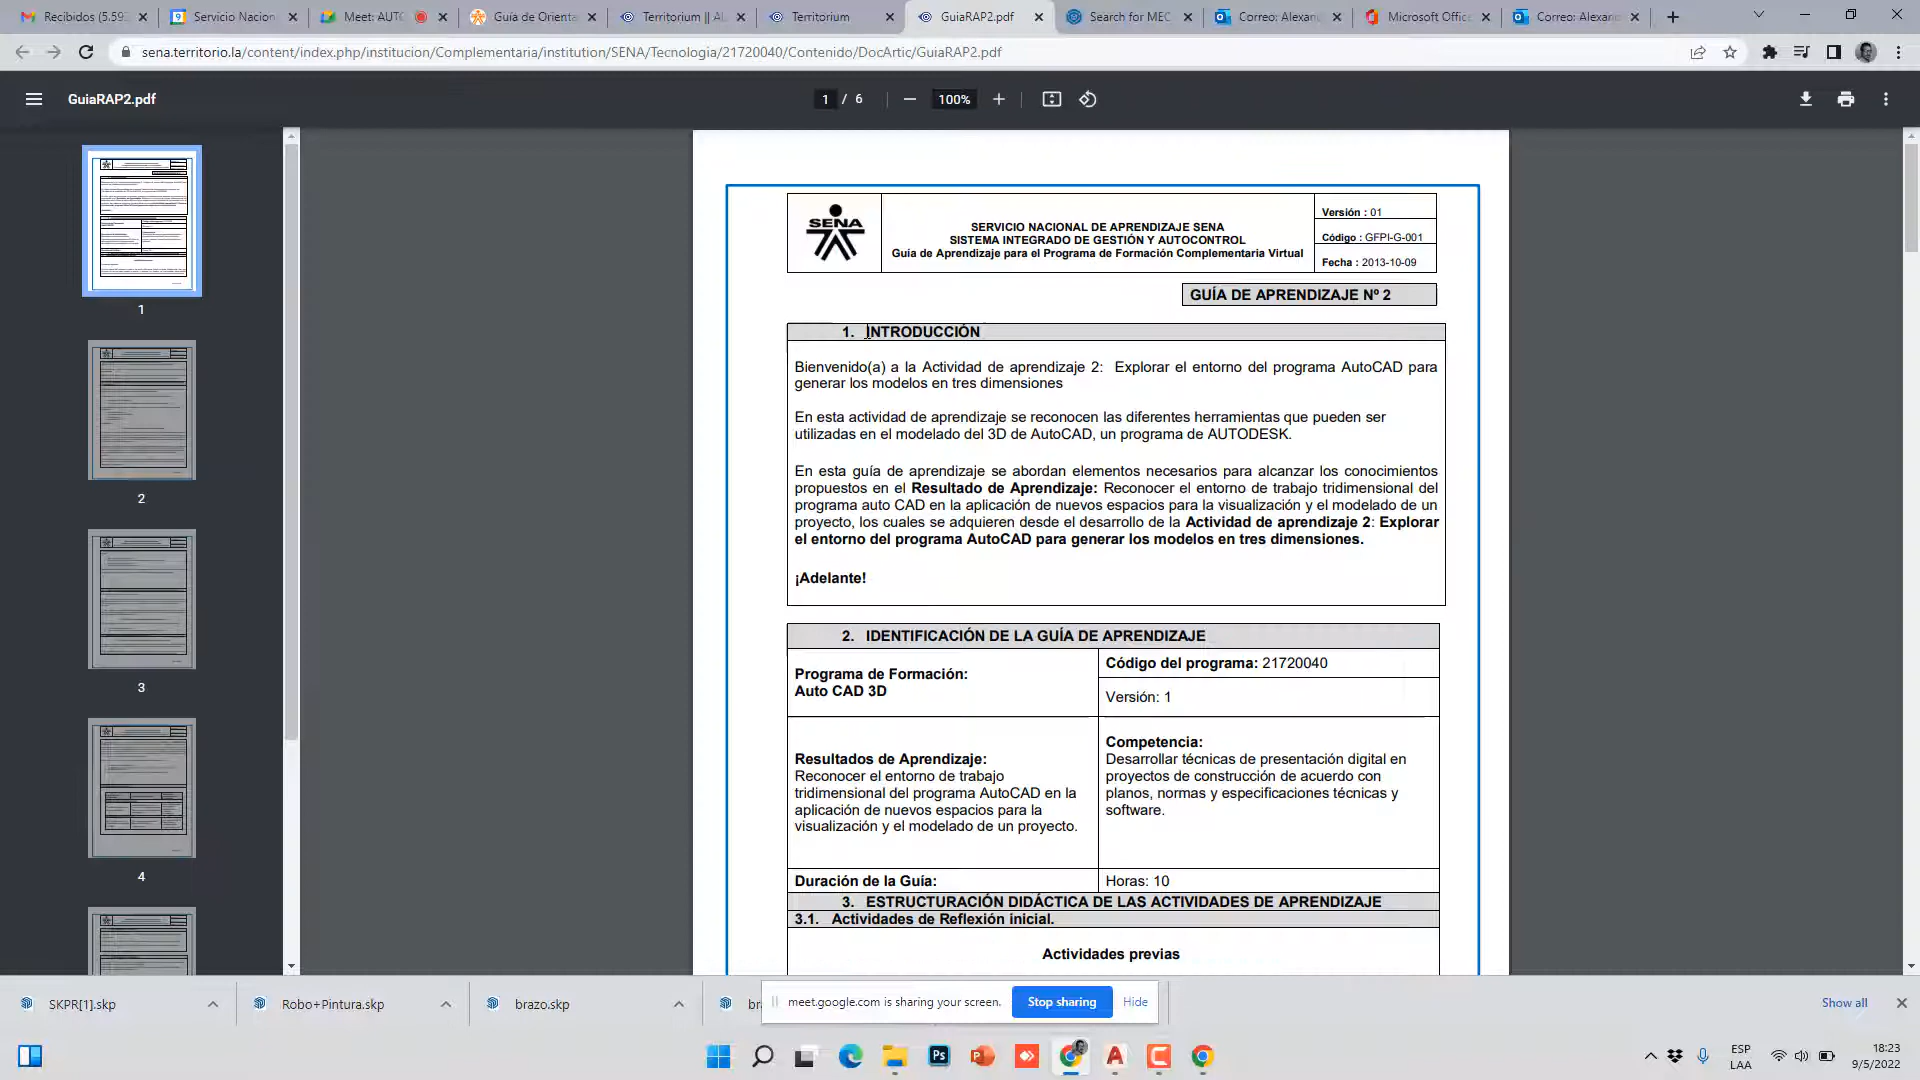 Recibidos (5.592
Servicio Nacion
Meet: AUTO
Guía de Orienta
Territorium || Al
Territorium
GuiaRAP2.pdf
Search for MEC
Correo: Alexand
Microsoft Office
Correo: Alexand
sena.territorio.la/content/index.php/institucion/Complementaria/institution/SENA/Tecnologia/21720040/Contenido/DocArtic/GuiaRAP2.pdf
GuiaRAP2.pdf
1 / 6
100%
1
2
3
4
SENA
SERVICIO NACIONAL DE APRENDIZAJE SENA
SISTEMA INTEGRADO DE GESTIÓN Y AUTOCONTROL
Guía de Aprendizaje para el Programa de Formación Complementaria Virtual
Versión : 01
Código : GFPI-G-001
Fecha : 2013-10-09
GUÍA DE APRENDIZAJE Nº 2
1. INTRODUCCIÓN
Bienvenido(a) a la Actividad de aprendizaje 2: Explorar el entorno del programa AutoCAD para
generar los modelos en tres dimensiones
En esta actividad de aprendizaje se reconocen las diferentes herramientas que pueden ser
utilizadas en el modelado del 3D de AutoCAD, un programa de AUTODESK.
En esta guía de aprendizaje se abordan elementos necesarios para alcanzar los conocimientos
propuestos en el Resultado de Aprendizaje: Reconocer el entorno de trabajo tridimensional del
programa auto CAD en la aplicación de nuevos espacios para la visualización y el modelado de un
proyecto, los cuales se adquieren desde el desarrollo de la Actividad de aprendizaje 2: Explorar
el entorno del programa AutoCAD para generar los modelos en tres dimensiones.
¡Adelante!
2. IDENTIFICACIÓN DE LA GUÍA DE APRENDIZAJE
Programa de Formación:
Auto CAD 3D
Código del programa: 21720040
Versión: 1
Resultados de Aprendizaje:
Reconocer el entorno de trabajo
tridimensional del programa AutoCAD en la
aplicación de nuevos espacios para la
visualización y el modelado de un proyecto.
Competencia:
Desarrollar técnicas de presentación digital en
proyectos de construcción de acuerdo con
planos, normas y especificaciones técnicas y
software.
Duración de la Guía:
Horas: 10
3. ESTRUCTURACIÓN DIDÁCTICA DE LAS ACTIVIDADES DE APRENDIZAJE
3.1. Actividades de Reflexión inicial.
Actividades previas
SKPR[1].skp
Robo+Pintura.skp
brazo.skp
meet.google.com is sharing your screen.
Stop sharing
Hide
Show all
ESP
LAA
18:23
9/5/2022